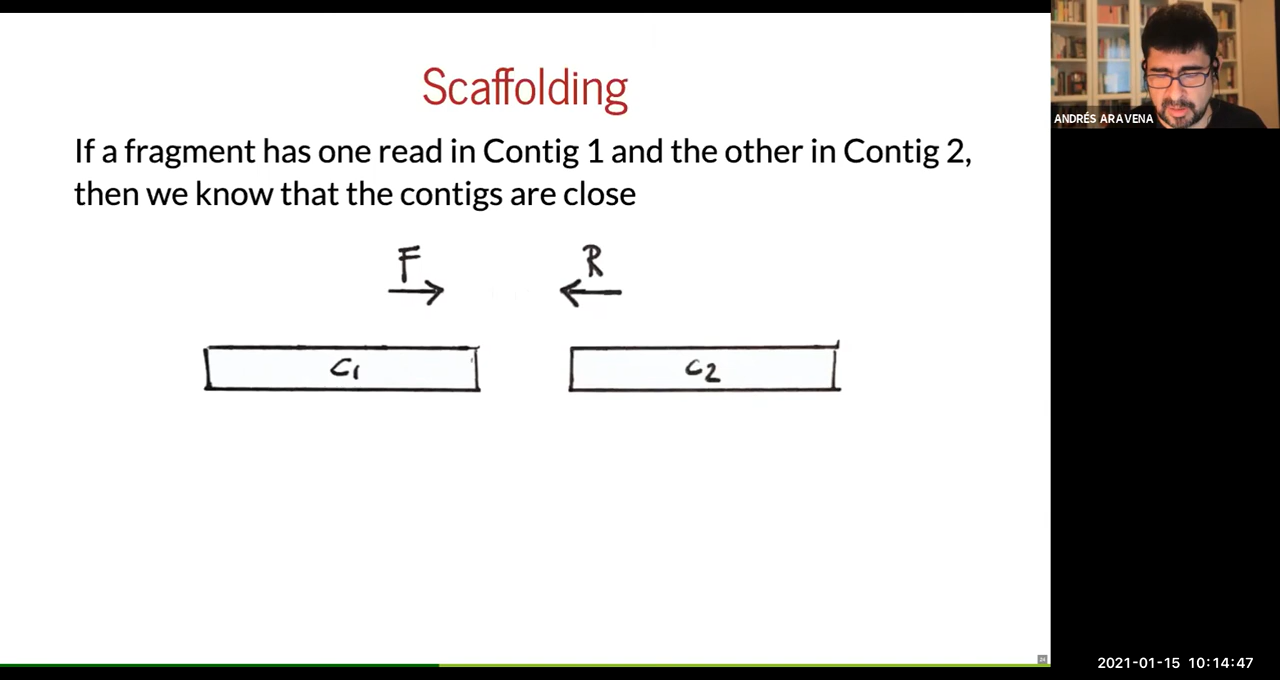 Scaffolding
If a fragment has one read in Contig 1 and the other in Contig 2,
then we know that the contigs are close
F R
C1 C2
ANDRÉS ARAVENA
2021-01-15 10:14:47